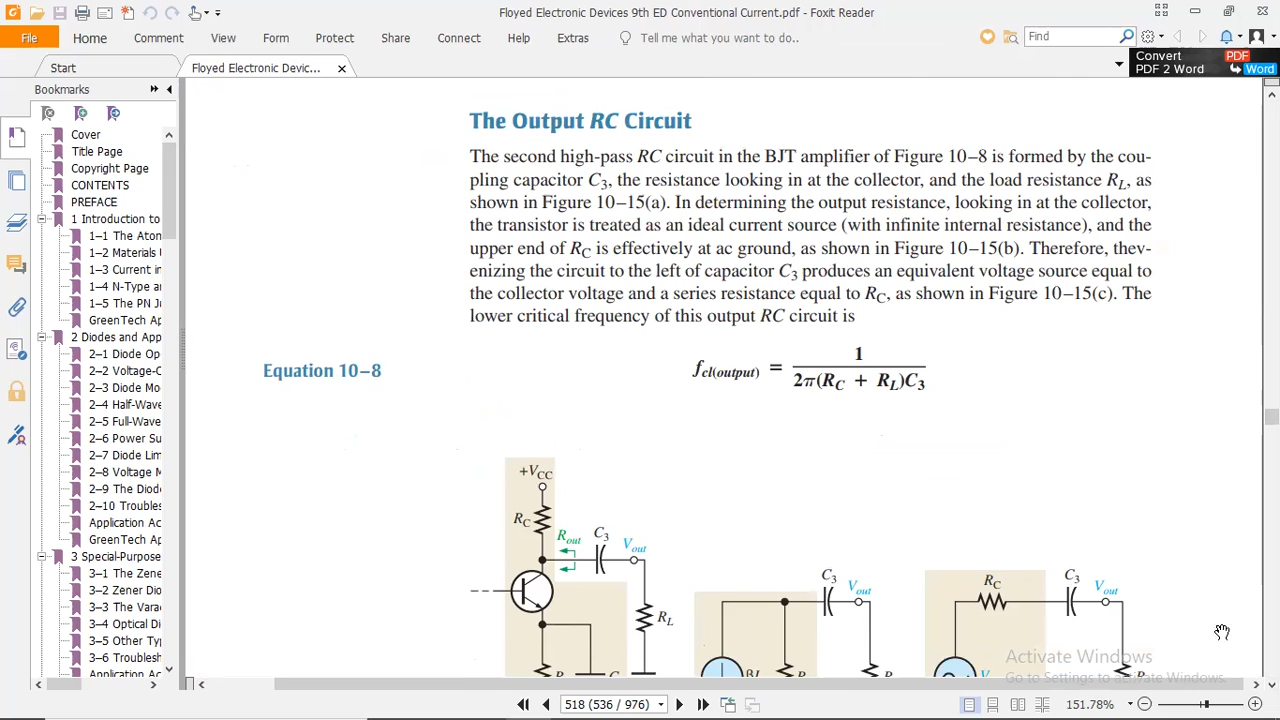 Floyed Electronic Devices 9th ED Conventional Current.pdf - Foxit Reader
File Home Comment View Form Protect Share Connect Help Extras Tell me what you want to do.. Find
Start Floyed Electronic Devic... Convert PDF
PDF 2 Word Word
Bookmarks
Cover
Title Page
Copyright Page
CONTENTS
PREFACE
1 Introduction to
1-1 The Aton
1-2 Materials
1-3 Current in
1-4 N-Type an
1-5 The PN J
GreenTech Ap
2 Diodes and App
2-1 Diode Op
2-2 Voltage-C
2-3 Diode Mo
2-4 Half-Wave
2-5 Full-Wave
2-6 Power Su
2-7 Diode Lim
2-8 Voltage M
2-9 The Diod
2-10 Troubles
Application Ac
GreenTech Ap
3 Special-Purpose
3-1 The Zene
3-2 Zener Dio
3-3 The Varac
3-4 Optical Di
3-5 Other Typ
3-6 Troublesh
Application Ac
The Output RC Circuit
The second high-pass RC circuit in the BJT amplifier of Figure 10–8 is formed by the cou-
pling capacitor C3, the resistance looking in at the collector, and the load resistance RL, as
shown in Figure 10–15(a). In determining the output resistance, looking in at the collector,
the transistor is treated as an ideal current source (with infinite internal resistance), and the
upper end of RC is effectively at ac ground, as shown in Figure 10–15(b). Therefore, thev-
enizing the circuit to the left of capacitor C3 produces an equivalent voltage source equal to
the collector voltage and a series resistance equal to RC, as shown in Figure 10–15(c). The
lower critical frequency of this output RC circuit is
Equation 10–8
fcl(output) = 1 / 2π(RC + RL)C3
+VCC
RC
Rout C3 Vout
RL
C3 Vout
RC C3 Vout
Activate Windows
Go to Settings to activate Windows.
518 (536 / 976) 151.78%